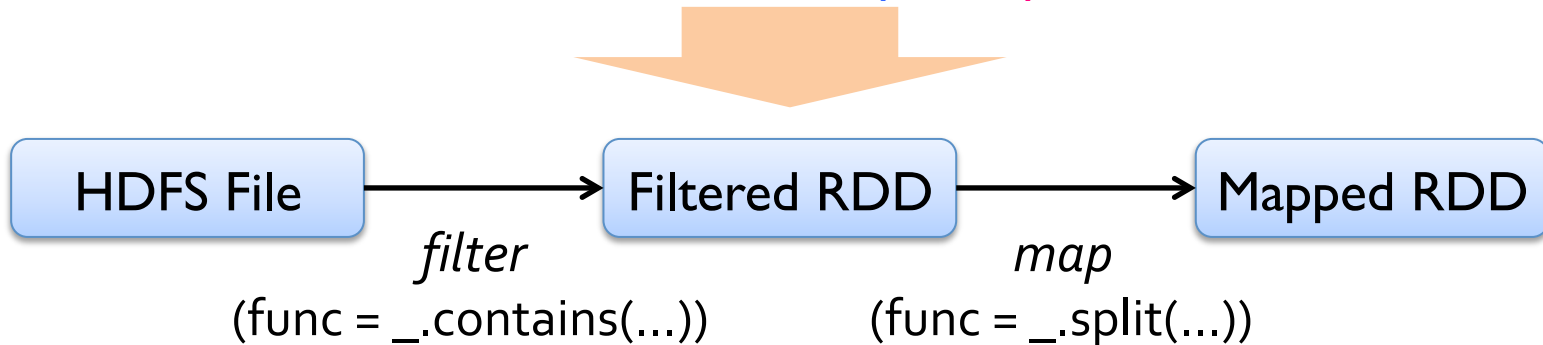 HDFS File
Filtered RDD
Mapped RDD
filter
map
(func = _.contains(...))
(func = _.split(...))